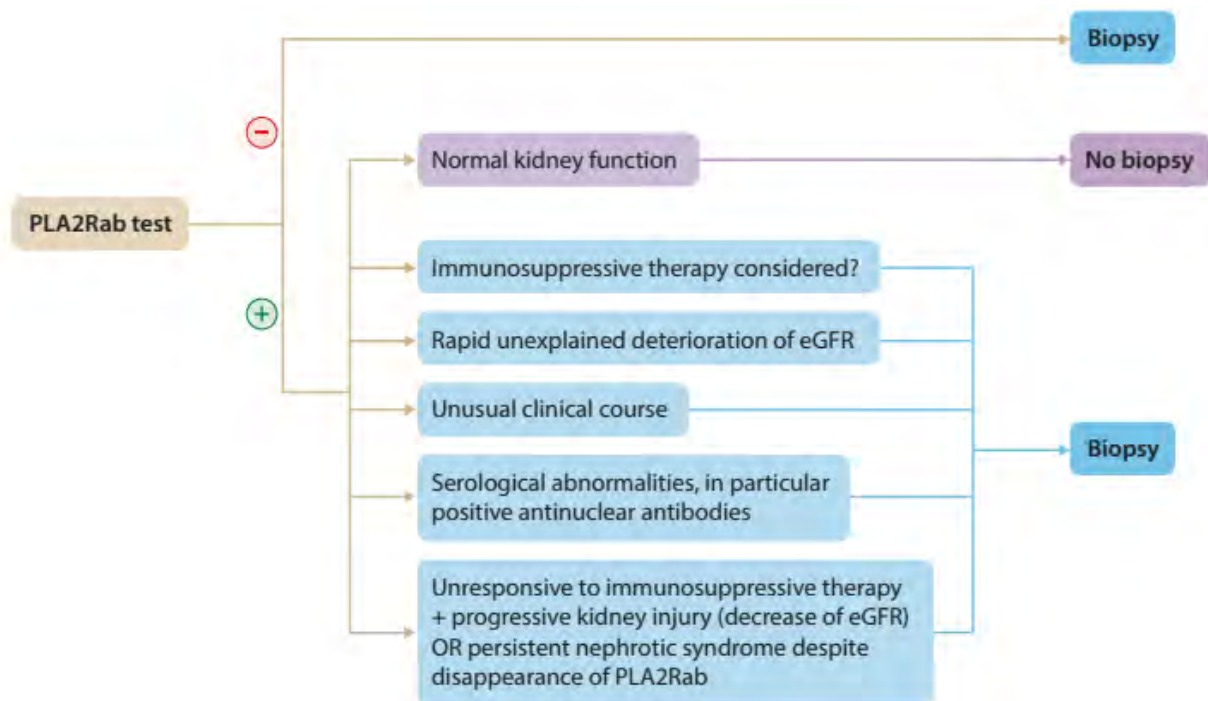 Biopsy
−
Normal kidney function
No biopsy
PLA2Rab test
Immunosuppressive therapy considered?
+
Rapid unexplained deterioration of eGFR
Unusual clinical course
Biopsy
Serological abnormalities, in particular
positive antinuclear antibodies
Unresponsive to immunosuppressive therapy
+ progressive kidney injury (decrease of eGFR)
OR persistent nephrotic syndrome despite
disappearance of PLA2Rab